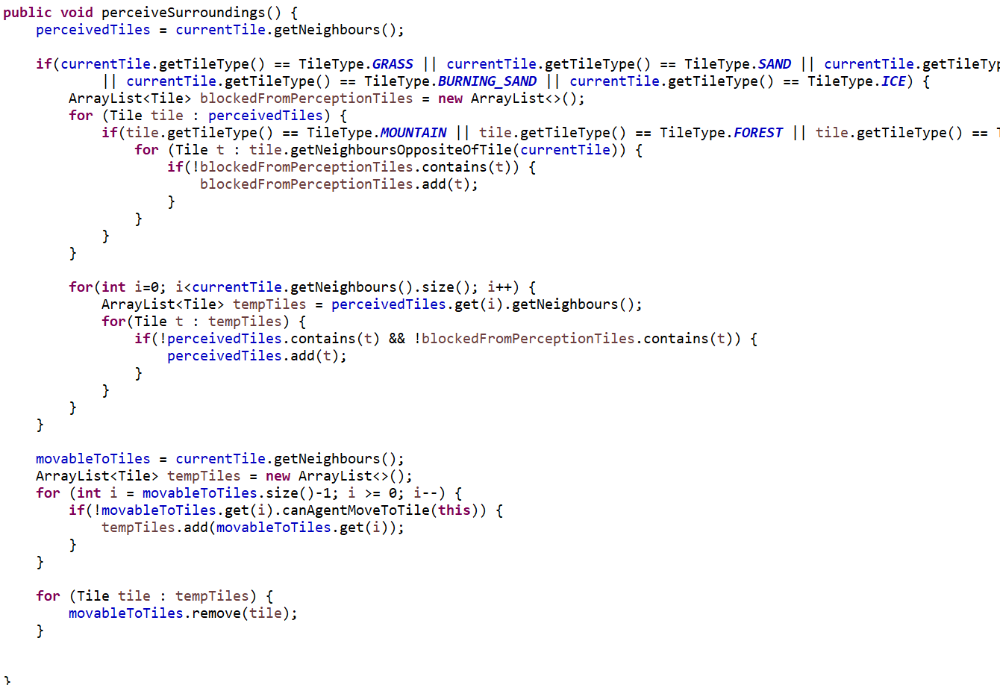 public void perceiveSurroundings() {
    perceivedTiles = currentTile.getNeighbours();

    if(currentTile.getTileType() == TileType.GRASS || currentTile.getTileType() == TileType.SAND || currentTile.getTileTyp
            || currentTile.getTileType() == TileType.BURNING_SAND || currentTile.getTileType() == TileType.ICE) {
        ArrayList<Tile> blockedFromPerceptionTiles = new ArrayList<>();
        for (Tile tile : perceivedTiles) {
            if(tile.getTileType() == TileType.MOUNTAIN || tile.getTileType() == TileType.FOREST || tile.getTileType() == T
                for (Tile t : tile.getNeighboursOppositeOfTile(currentTile)) {
                    if(!blockedFromPerceptionTiles.contains(t)) {
                        blockedFromPerceptionTiles.add(t);
                    }
                }
            }
        }

        for(int i=0; i<currentTile.getNeighbours().size(); i++) {
            ArrayList<Tile> tempTiles = perceivedTiles.get(i).getNeighbours();
            for(Tile t : tempTiles) {
                if(!perceivedTiles.contains(t) && !blockedFromPerceptionTiles.contains(t)) {
                    perceivedTiles.add(t);
                }
            }
        }
    }

    movableToTiles = currentTile.getNeighbours();
    ArrayList<Tile> tempTiles = new ArrayList<>();
    for (int i = movableToTiles.size()-1; i >= 0; i--) {
        if(!movableToTiles.get(i).canAgentMoveToTile(this)) {
            tempTiles.add(movableToTiles.get(i));
        }
    }

    for (Tile tile : tempTiles) {
        movableToTiles.remove(tile);
    }


}